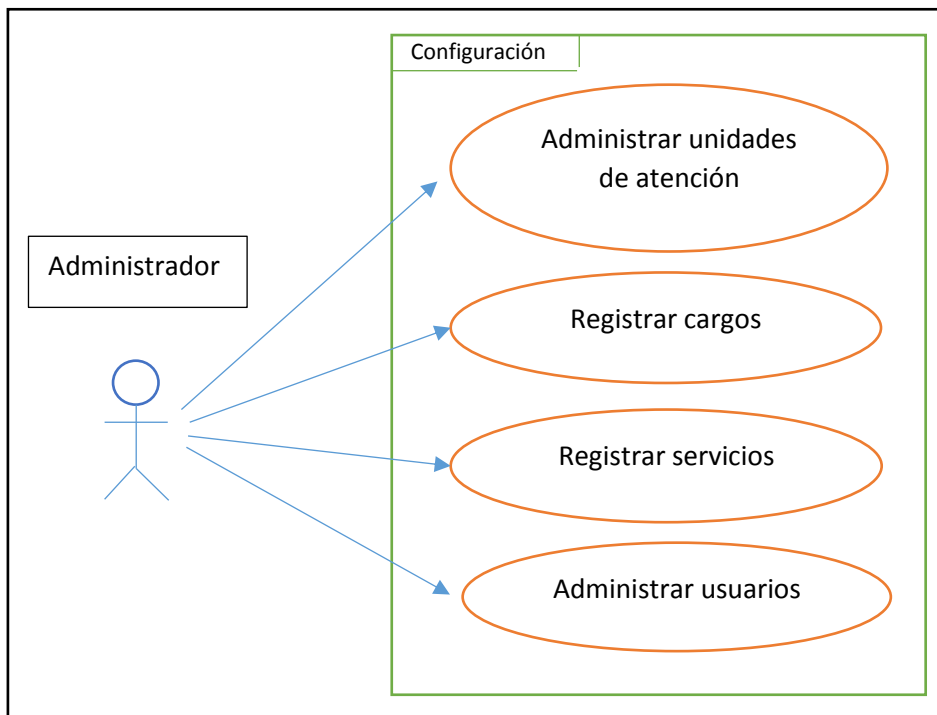 Configuración
Administrar unidades
de atención
Administrador
Registrar cargos
Registrar servicios
Administrar usuarios